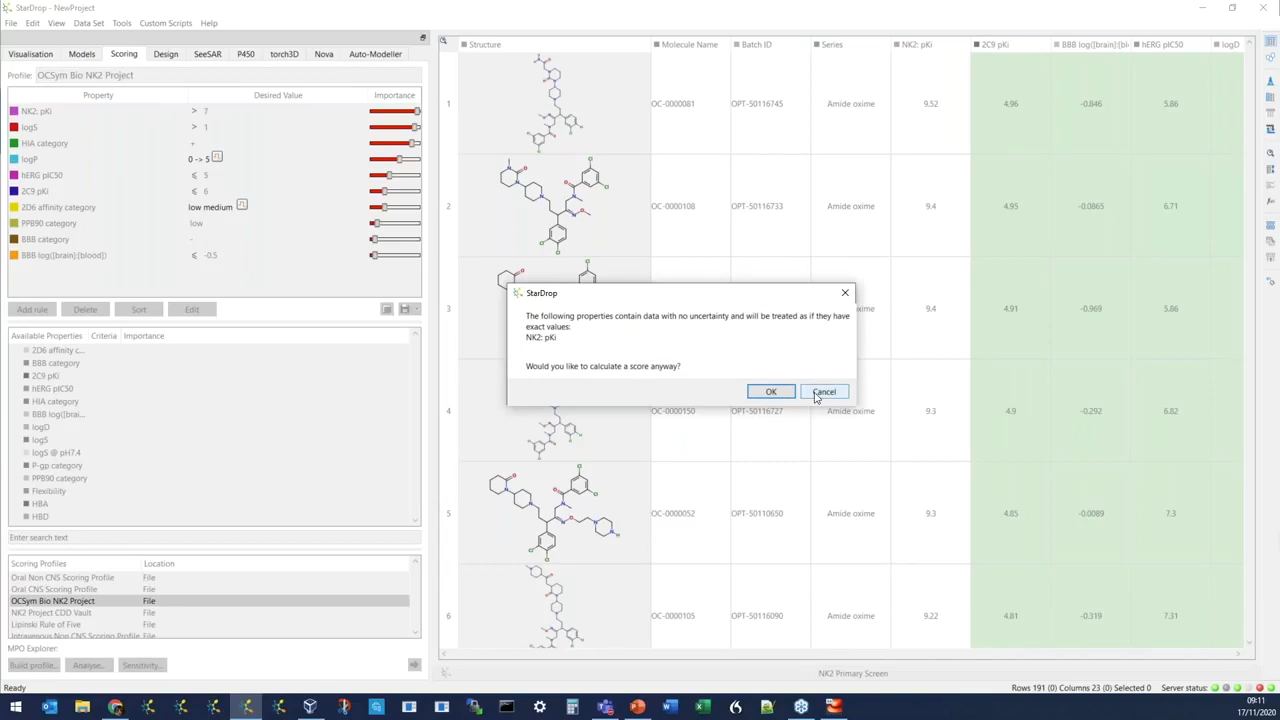 StarDrop - NewProject
File Edit View Data Set Tools Custom Scripts Help
Visualisation Models Scoring Design SeeSAR P450 torch3D Nova Auto-Modeller
Profile: OCSym Bio NK2 Project
Property Desired Value Importance
NK2: pKi > 7
logS > 1
HIA category +
logP 0 -> 5
hERG pIC50 ≤ 5
2C9 pKi ≤ 6
2D6 affinity category low medium
PPB90 category low
BBB category -
BBB log([brain]:[blood]) ≤ -0.5
Add rule Delete Sort Edit
Available Properties Criteria Importance
2D6 affinity c...
BBB category
2C9 pKi
hERG pIC50
HIA category
BBB log([brai...
logD
logS
logS @ pH7.4
P-gp category
PPB90 category
Flexibility
HBA
HBD
Enter search text
Scoring Profiles Location
Oral Non CNS Scoring Profile File
Oral CNS Scoring Profile File
OCSym Bio NK2 Project File
NK2 Project CDD Vault File
Lipinski Rule of Five File
Intravenous Non CNS Scoring Profile File
MPO Explorer:
Build profile... Analyse... Sensitivity...
Ready
Structure Molecule Name Batch ID Series NK2: pKi 2C9 pKi BBB log([brain]:[bl hERG pIC50 logD
1 OC-0000081 OPT-50116745 Amide oxime 9.52 4.96 -0.846 5.86
2 OC-0000108 OPT-50116733 Amide oxime 9.4 4.95 -0.0865 6.71
3 9.4 4.91 -0.969 5.86
StarDrop
The following properties contain data with no uncertainty and will be treated as if they have
exact values:
NK2: pKi
Would you like to calculate a score anyway?
OK Cancel
4 OC-0000150 OPT-50116727 Amide oxime 9.3 4.9 -0.292 6.82
5 OC-0000052 OPT-50110650 Amide oxime 9.3 4.85 -0.0089 7.3
6 OC-0000105 OPT-50116090 Amide oxime 9.22 4.81 -0.319 7.31
NK2 Primary Screen
Rows 191 (0) Columns 23 (0) Selected 0 Server status:
09:11
17/11/2020